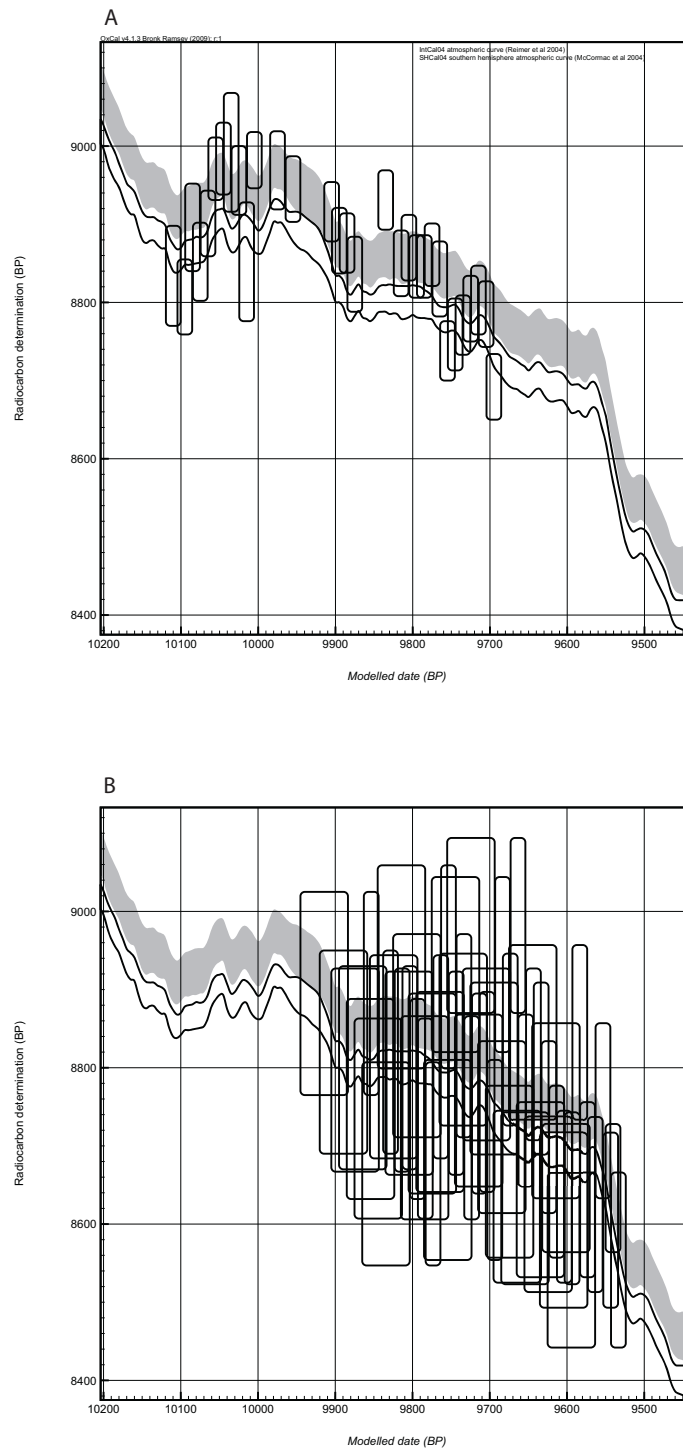 A
OxCal v4.1.3 Bronk Ramsey (2009); r:1
IntCal04 atmospheric curve (Reimer et al 2004)
SHCal04 southern hemisphere atmospheric curve (McCormac et al 2004)
9000
8800
8600
8400
Radiocarbon determination (BP)
10200 10100 10000 9900 9800 9700 9600 9500
Modelled date (BP)
B
9000
8800
8600
8400
Radiocarbon determination (BP)
10200 10100 10000 9900 9800 9700 9600 9500
Modelled date (BP)